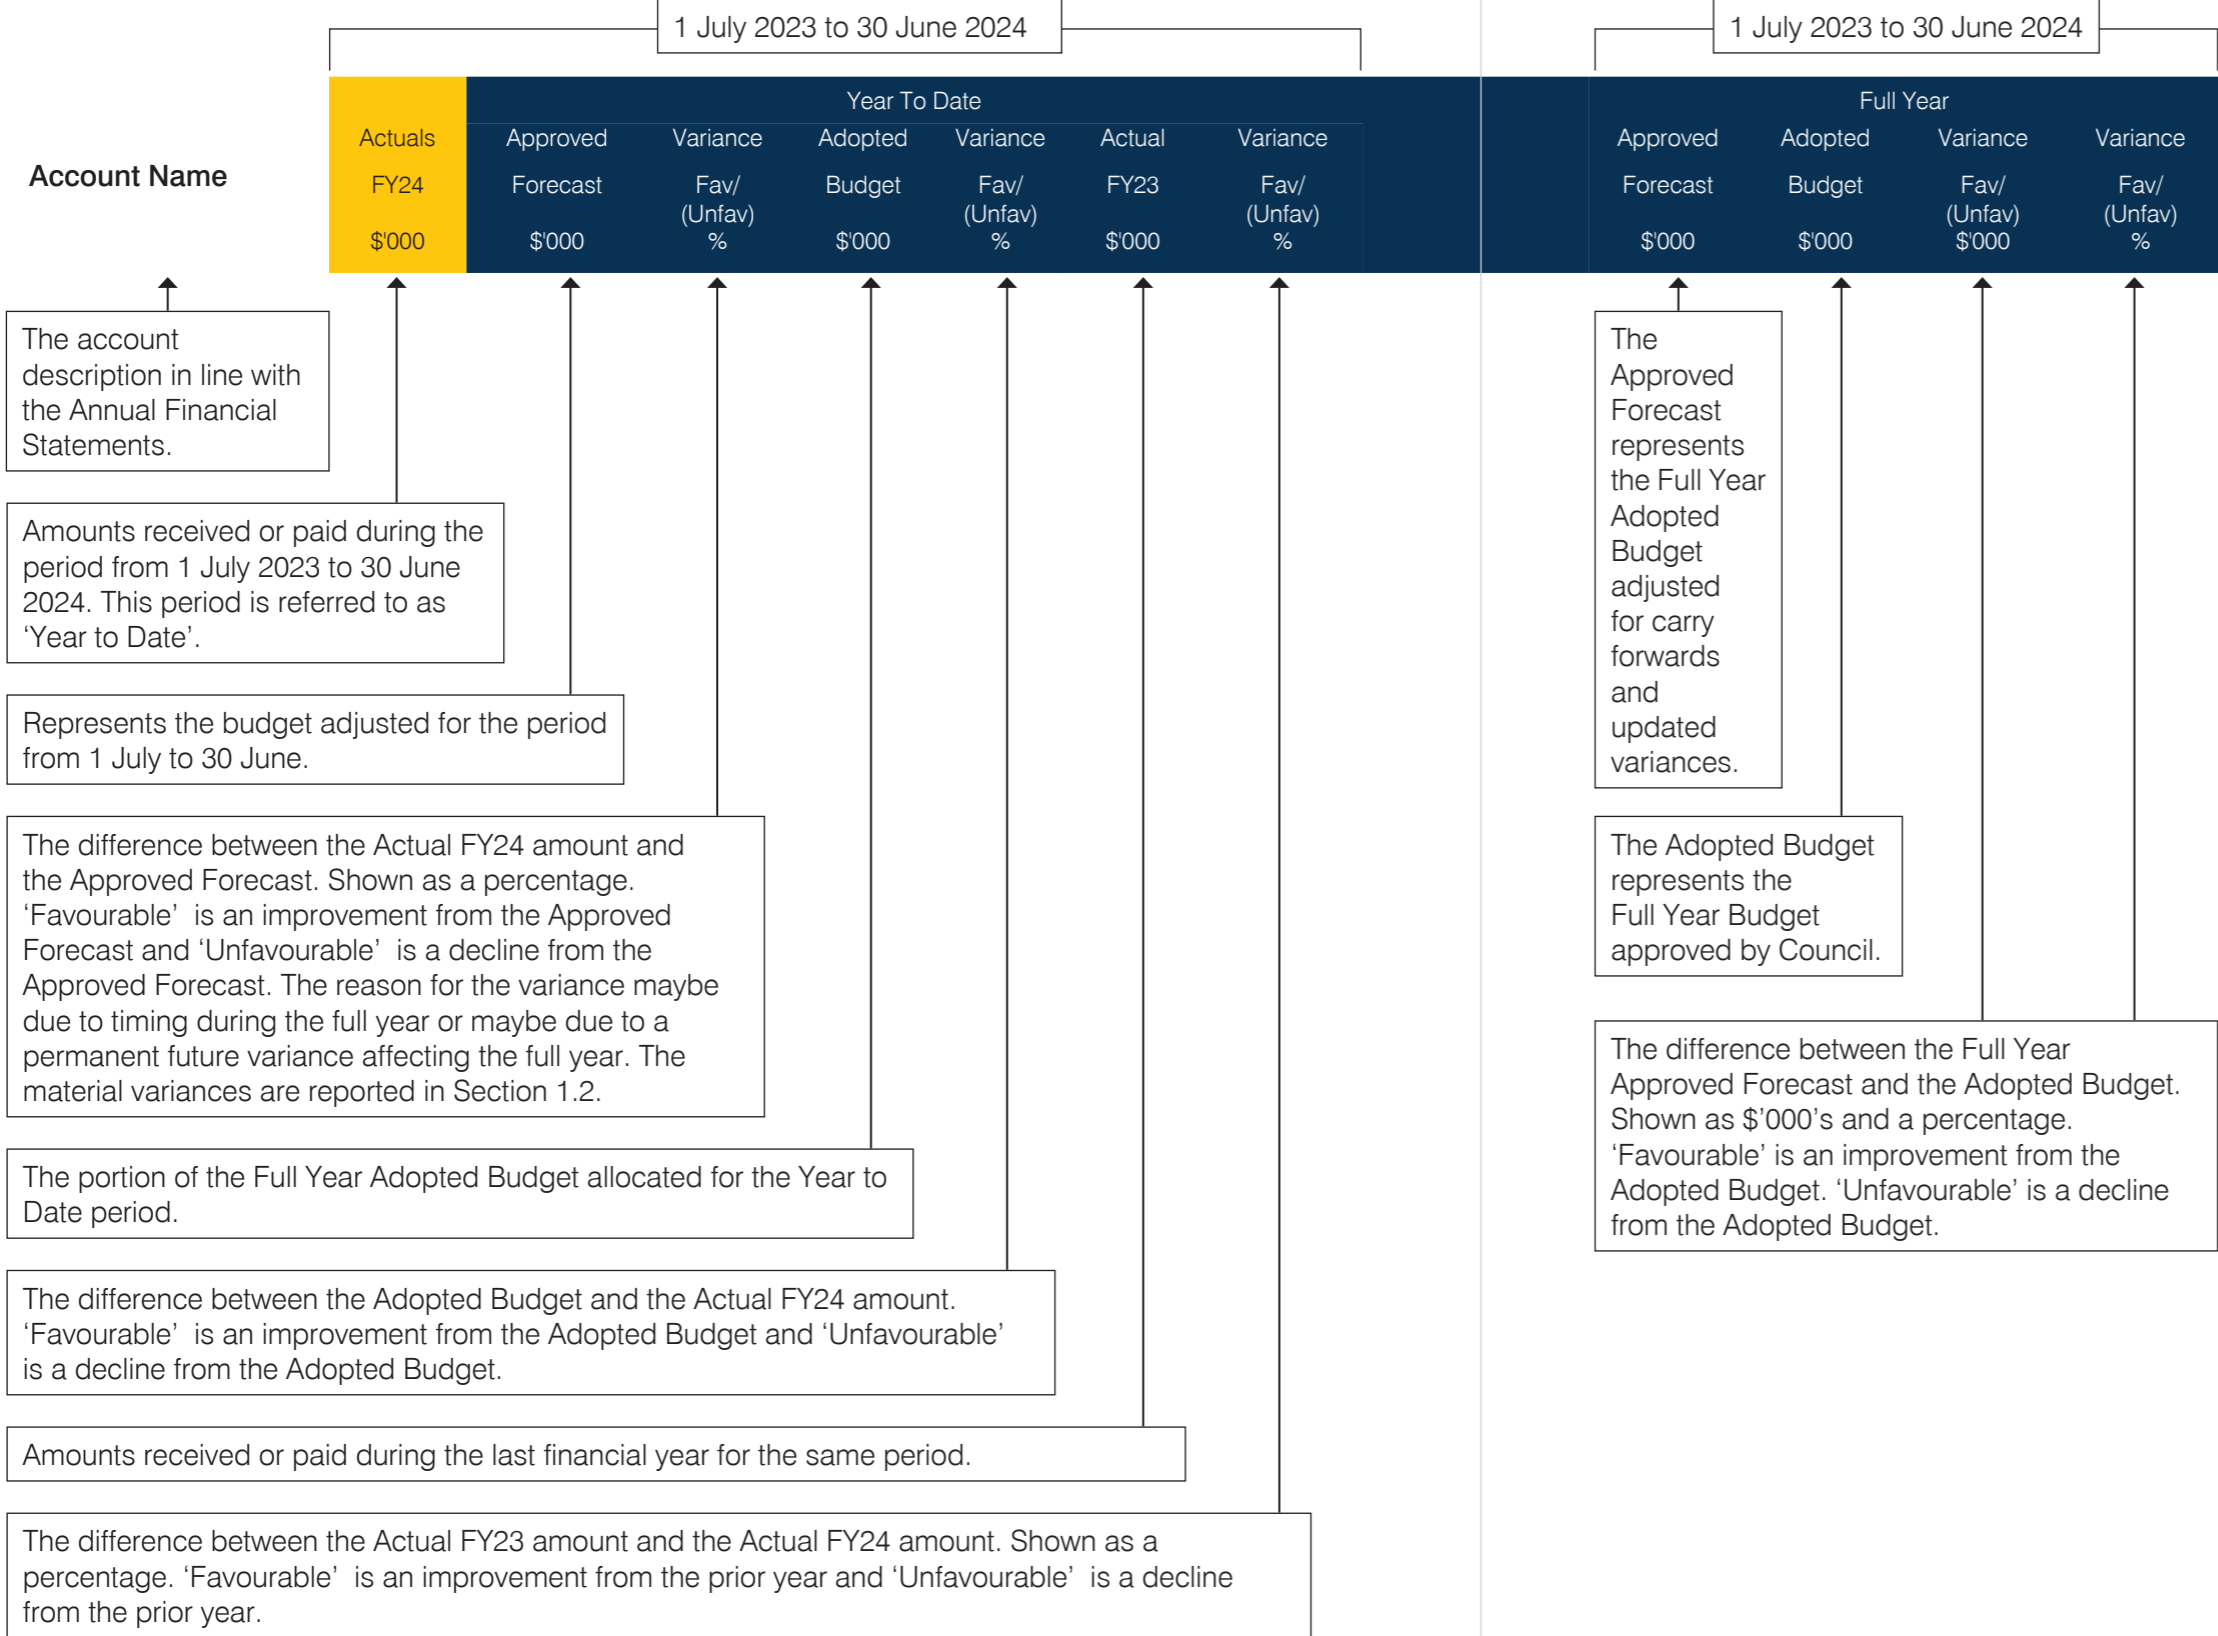 1 July 2023 to 30 June 2024
1 July 2023 to 30 June 2024
Account Name
Year To Date
Actuals Approved Variance Adopted Variance Actual Variance
FY24 Forecast Fav/ Budget Fav/ FY23 Fav/
(Unfav) (Unfav) (Unfav)
$'000 $'000 % $'000 % $'000 %
Full Year
Approved Adopted Variance Variance
Forecast Budget Fav/ Fav/
(Unfav) (Unfav)
$'000 $'000 $'000 %
The account
description in line with
the Annual Financial
Statements.
Amounts received or paid during the
period from 1 July 2023 to 30 June
2024. This period is referred to as
‘Year to Date’.
Represents the budget adjusted for the period
from 1 July to 30 June.
The difference between the Actual FY24 amount and
the Approved Forecast. Shown as a percentage.
‘Favourable’ is an improvement from the Approved
Forecast and ‘Unfavourable’ is a decline from the
Approved Forecast. The reason for the variance maybe
due to timing during the full year or maybe due to a
permanent future variance affecting the full year. The
material variances are reported in Section 1.2.
The portion of the Full Year Adopted Budget allocated for the Year to
Date period.
The difference between the Adopted Budget and the Actual FY24 amount.
‘Favourable’ is an improvement from the Adopted Budget and ‘Unfavourable’
is a decline from the Adopted Budget.
Amounts received or paid during the last financial year for the same period.
The difference between the Actual FY23 amount and the Actual FY24 amount. Shown as a
percentage. ‘Favourable’ is an improvement from the prior year and ‘Unfavourable’ is a decline
from the prior year.
The
Approved
Forecast
represents
the Full Year
Adopted
Budget
adjusted
for carry
forwards
and
updated
variances.
The Adopted Budget
represents the
Full Year Budget
approved by Council.
The difference between the Full Year
Approved Forecast and the Adopted Budget.
Shown as $’000’s and a percentage.
‘Favourable’ is an improvement from the
Adopted Budget. ‘Unfavourable’ is a decline
from the Adopted Budget.